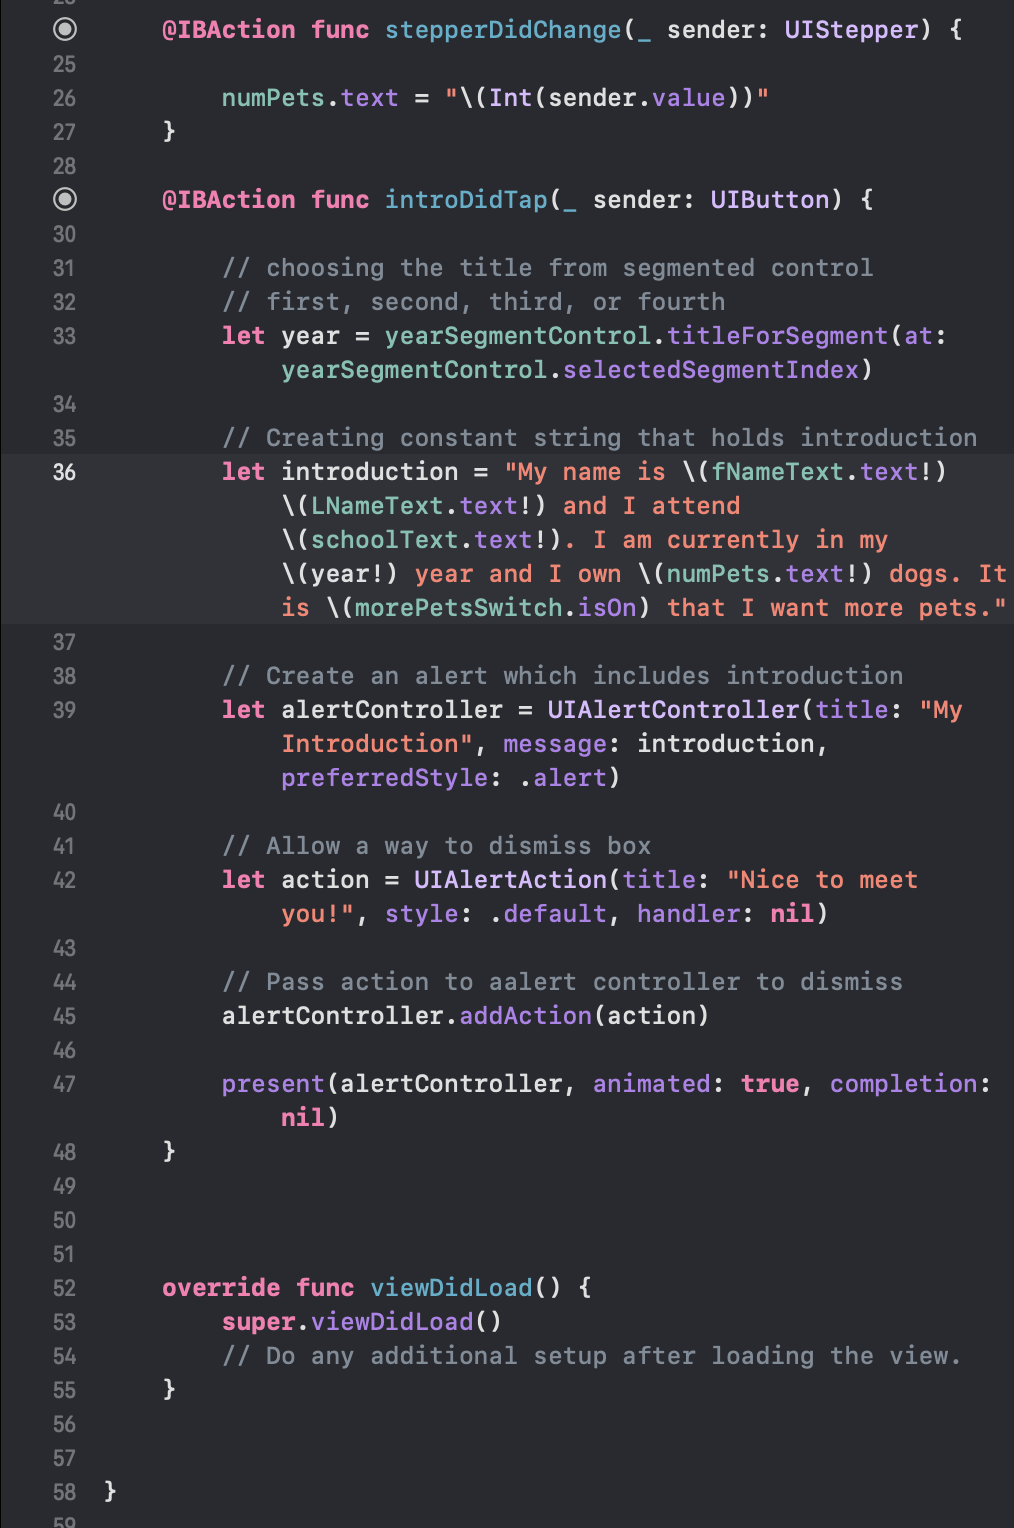 @IBAction func stepperDidChange(_ sender: UIStepper) {
25
26 numPets.text = "\(Int(sender.value))"
27 }
28
@IBAction func introDidTap(_ sender: UIButton) {
30
31 // choosing the title from segmented control
32 // first, second, third, or fourth
33 let year = yearSegmentControl.titleForSegment(at:
yearSegmentControl.selectedSegmentIndex)
34
35 // Creating constant string that holds introduction
36 let introduction = "My name is \(fNameText.text!)
\(LNameText.text!) and I attend
\(schoolText.text!). I am currently in my
\(year!) year and I own \(numPets.text!) dogs. It
is \(morePetsSwitch.isOn) that I want more pets."
37
38 // Create an alert which includes introduction
39 let alertController = UIAlertController(title: "My
Introduction", message: introduction,
preferredStyle: .alert)
40
41 // Allow a way to dismiss box
42 let action = UIAlertAction(title: "Nice to meet
you!", style: .default, handler: nil)
43
44 // Pass action to aalert controller to dismiss
45 alertController.addAction(action)
46
47 present(alertController, animated: true, completion:
nil)
48 }
49
50
51
52 override func viewDidLoad() {
53 super.viewDidLoad()
54 // Do any additional setup after loading the view.
55 }
56
57
58 }
59